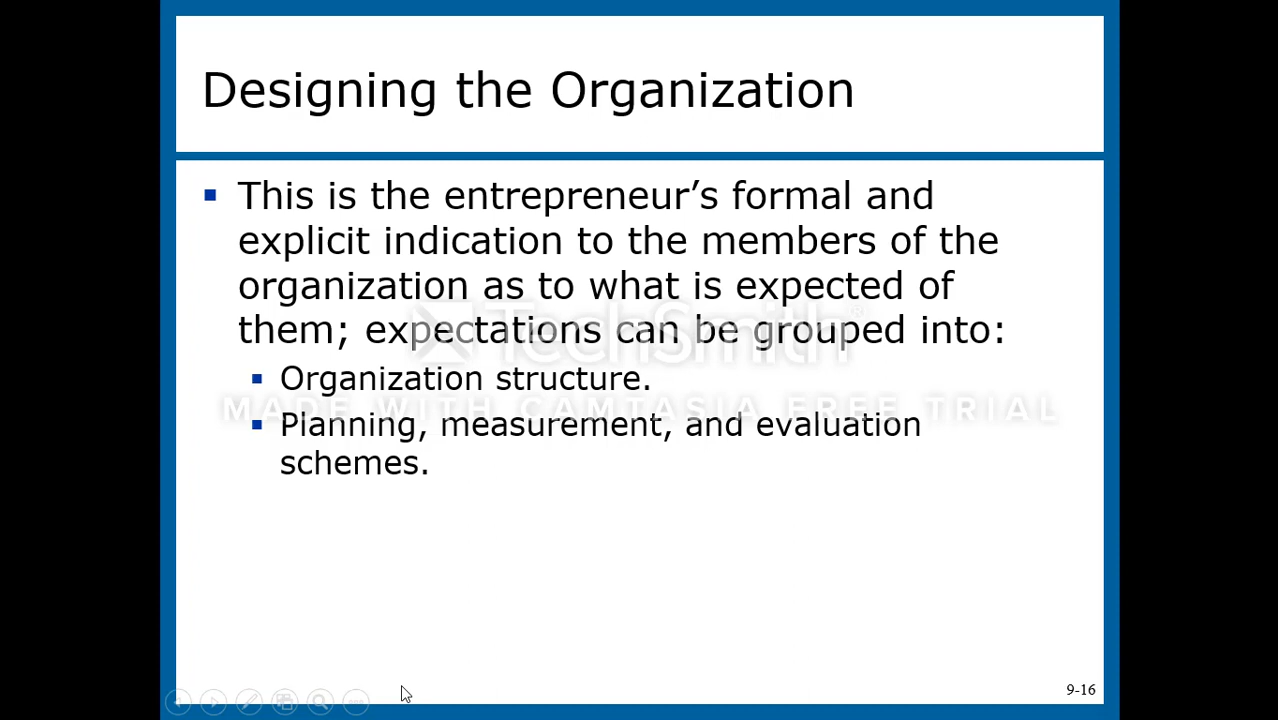 Designing the Organization
▪ This is the entrepreneur’s formal and
explicit indication to the members of the
organization as to what is expected of
them; expectations can be grouped into:
▪ Organization structure.
▪ Planning, measurement, and evaluation
schemes.
TechSmith
MADE WITH CAMTASIA FREE TRIAL
9-16